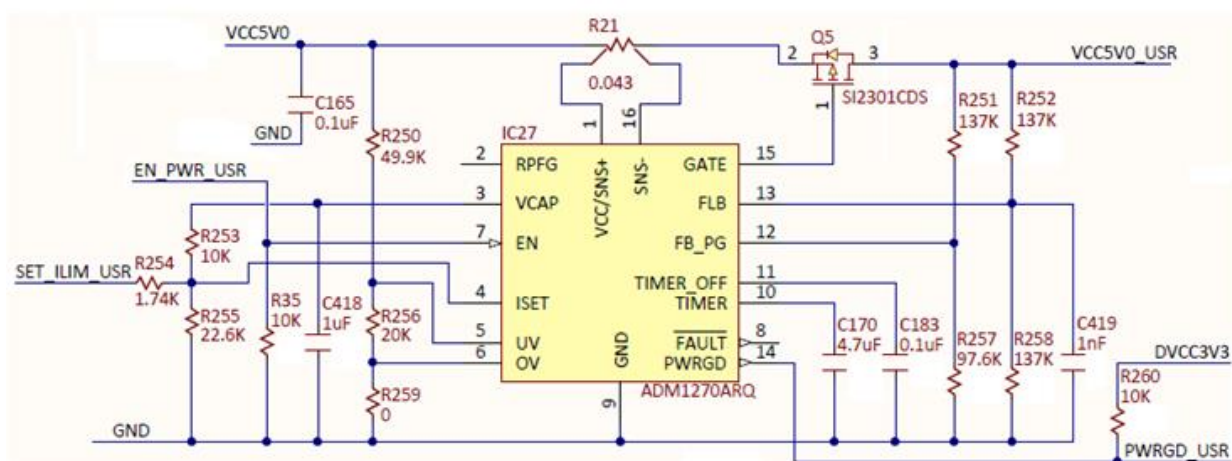 VCC5V0
R21
0.043
Q5
2
3
1
SI2301CDS
VCC5V0_USR
C165
0.1uF
GND
R250
49.9K
R251
137K
R252
137K
1
16
IC27
EN_PWR_USR
2
RPFG
VCC/SNS+
SNS-
GATE
15
3
VCAP
FLB
13
R253
10K
7
EN
FB_PG
12
SET_ILIM_USR
R254
1.74K
TIMER_OFF
11
4
ISET
TIMER
10
R255
22.6K
R35
10K
C418
1uF
R256
20K
5
UV
6
OV
GND
FAULT
8
PWRGD
14
C170
4.7uF
C183
0.1uF
R257
97.6K
R258
137K
C419
1nF
DVCC3V3
R259
0
9
ADM1270ARQ
R260
10K
GND
PWRGD_USR